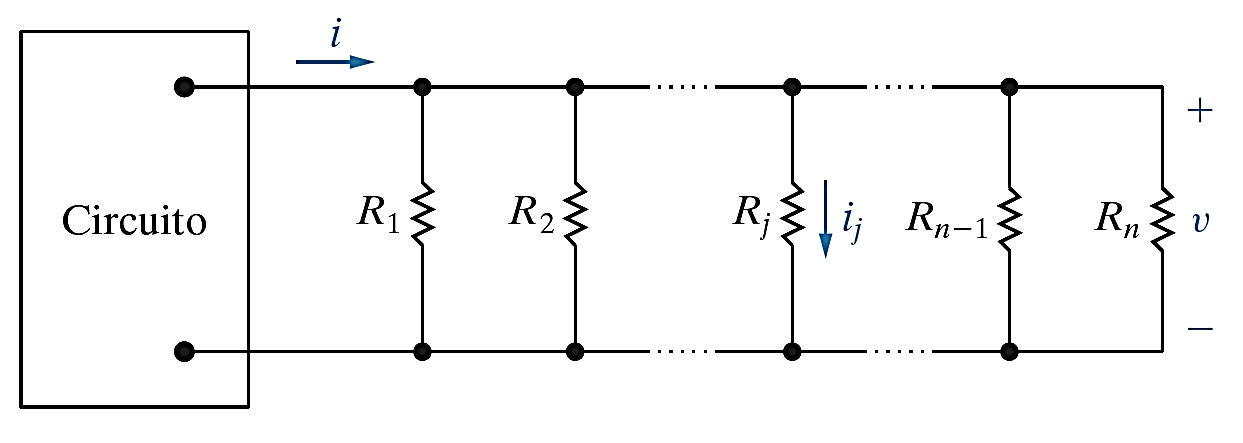 i
+
Circuito
R₁
R₂
Rⱼ
iⱼ
Rₙ₋₁
Rₙ
v
−